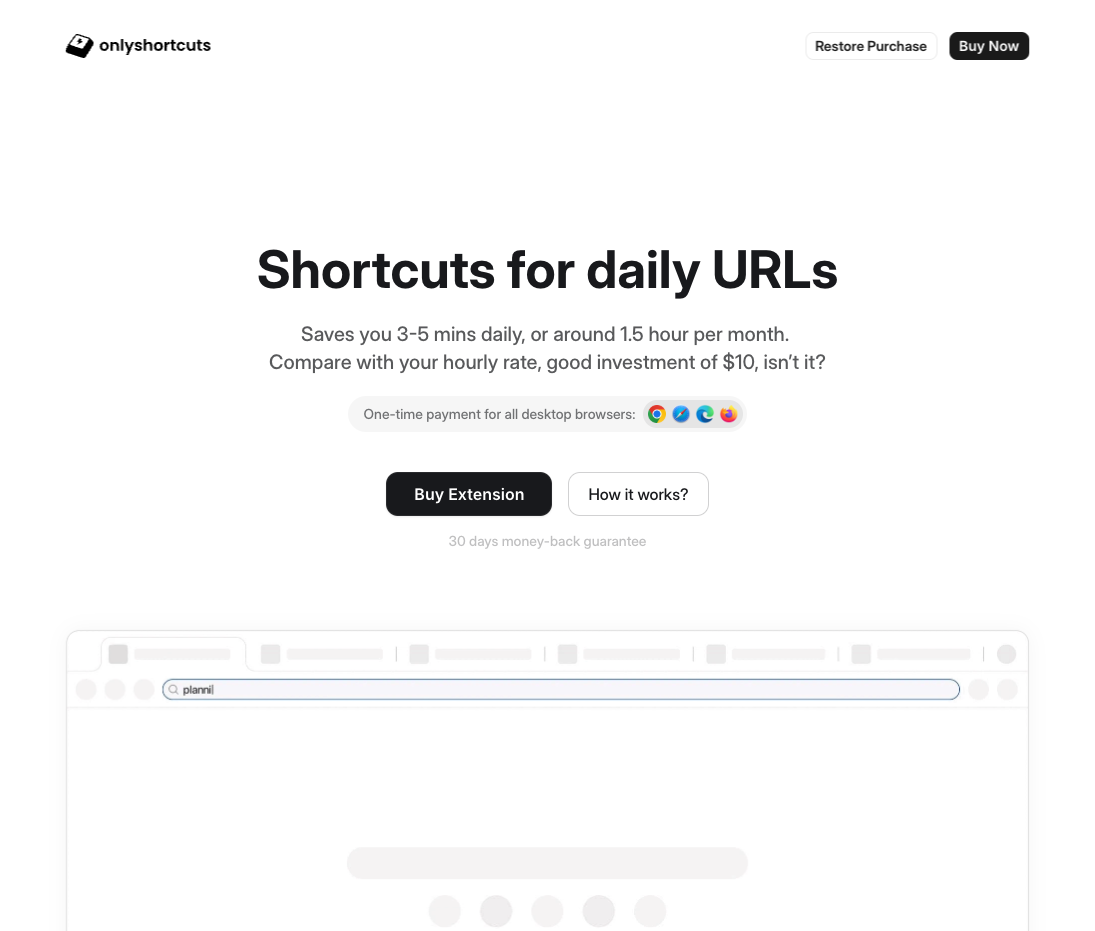 onlyshortcuts
Restore Purchase
Buy Now
Shortcuts for daily URLs
Saves you 3-5 mins daily, or around 1.5 hour per month.
Compare with your hourly rate, good investment of $10, isn’t it?
One-time payment for all desktop browsers:
Buy Extension
How it works?
30 days money-back guarantee
planni